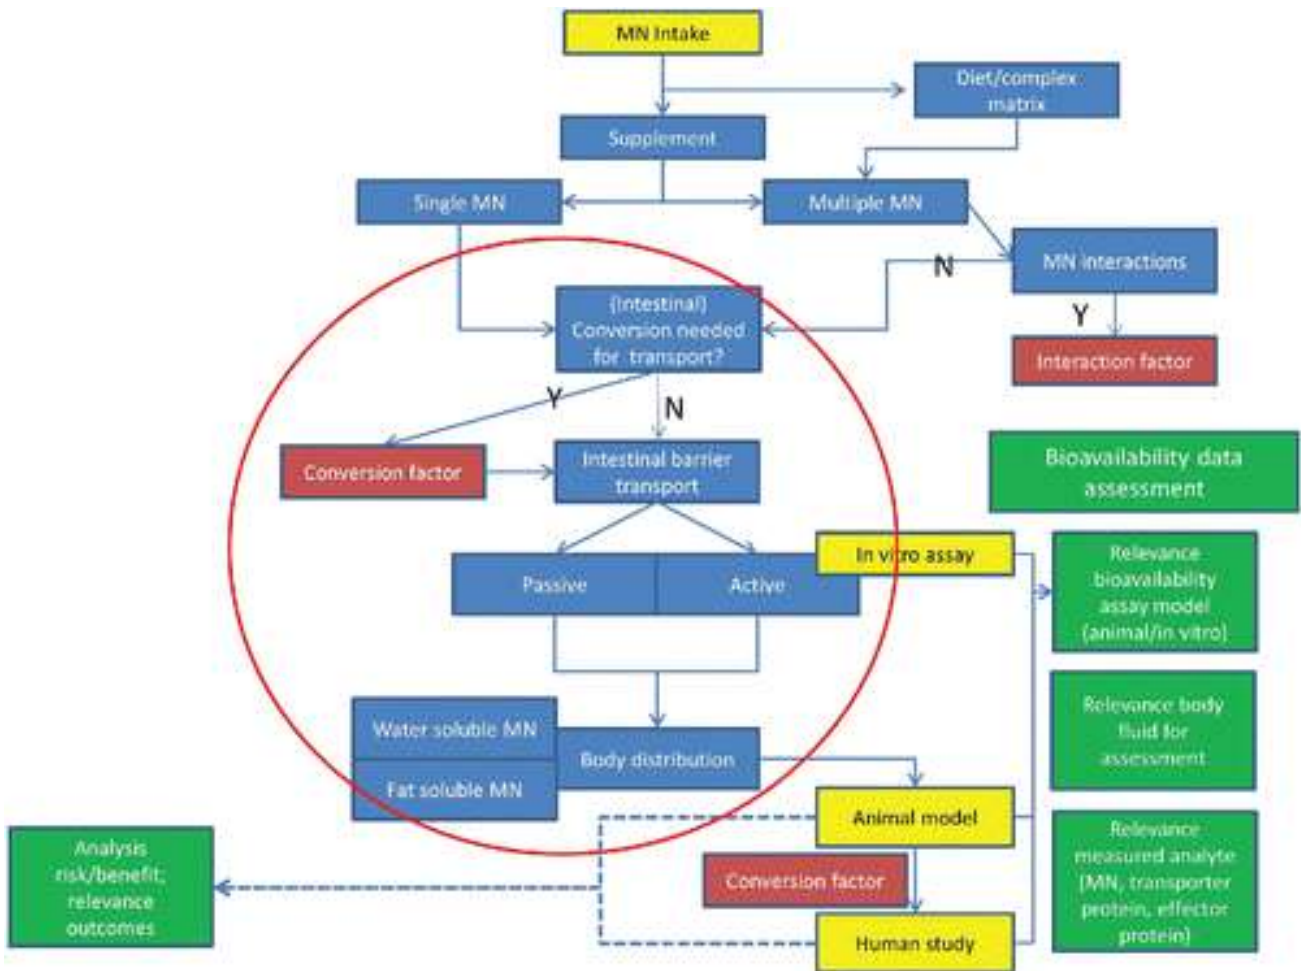 MN Intake
Diet/complex
matrix
Supplement
Single MN
Multiple MN
MN interactions
N
Y
(Intestinal)
Conversion needed
for transport?
Interaction factor
Y
N
Conversion factor
Intestinal barrier
transport
Bioavailability data
assessment
Passive
Active
In vitro assay
Relevance
bioavailability
assay model
(animal/in vitro)
Water soluble MN
Fat soluble MN
Body distribution
Relevance body
fluid for
assessment
Animal model
Conversion factor
Human study
Relevance
measured analyte
(MN, transporter
protein, effector
protein)
Analysis
risk/benefit;
relevance
outcomes